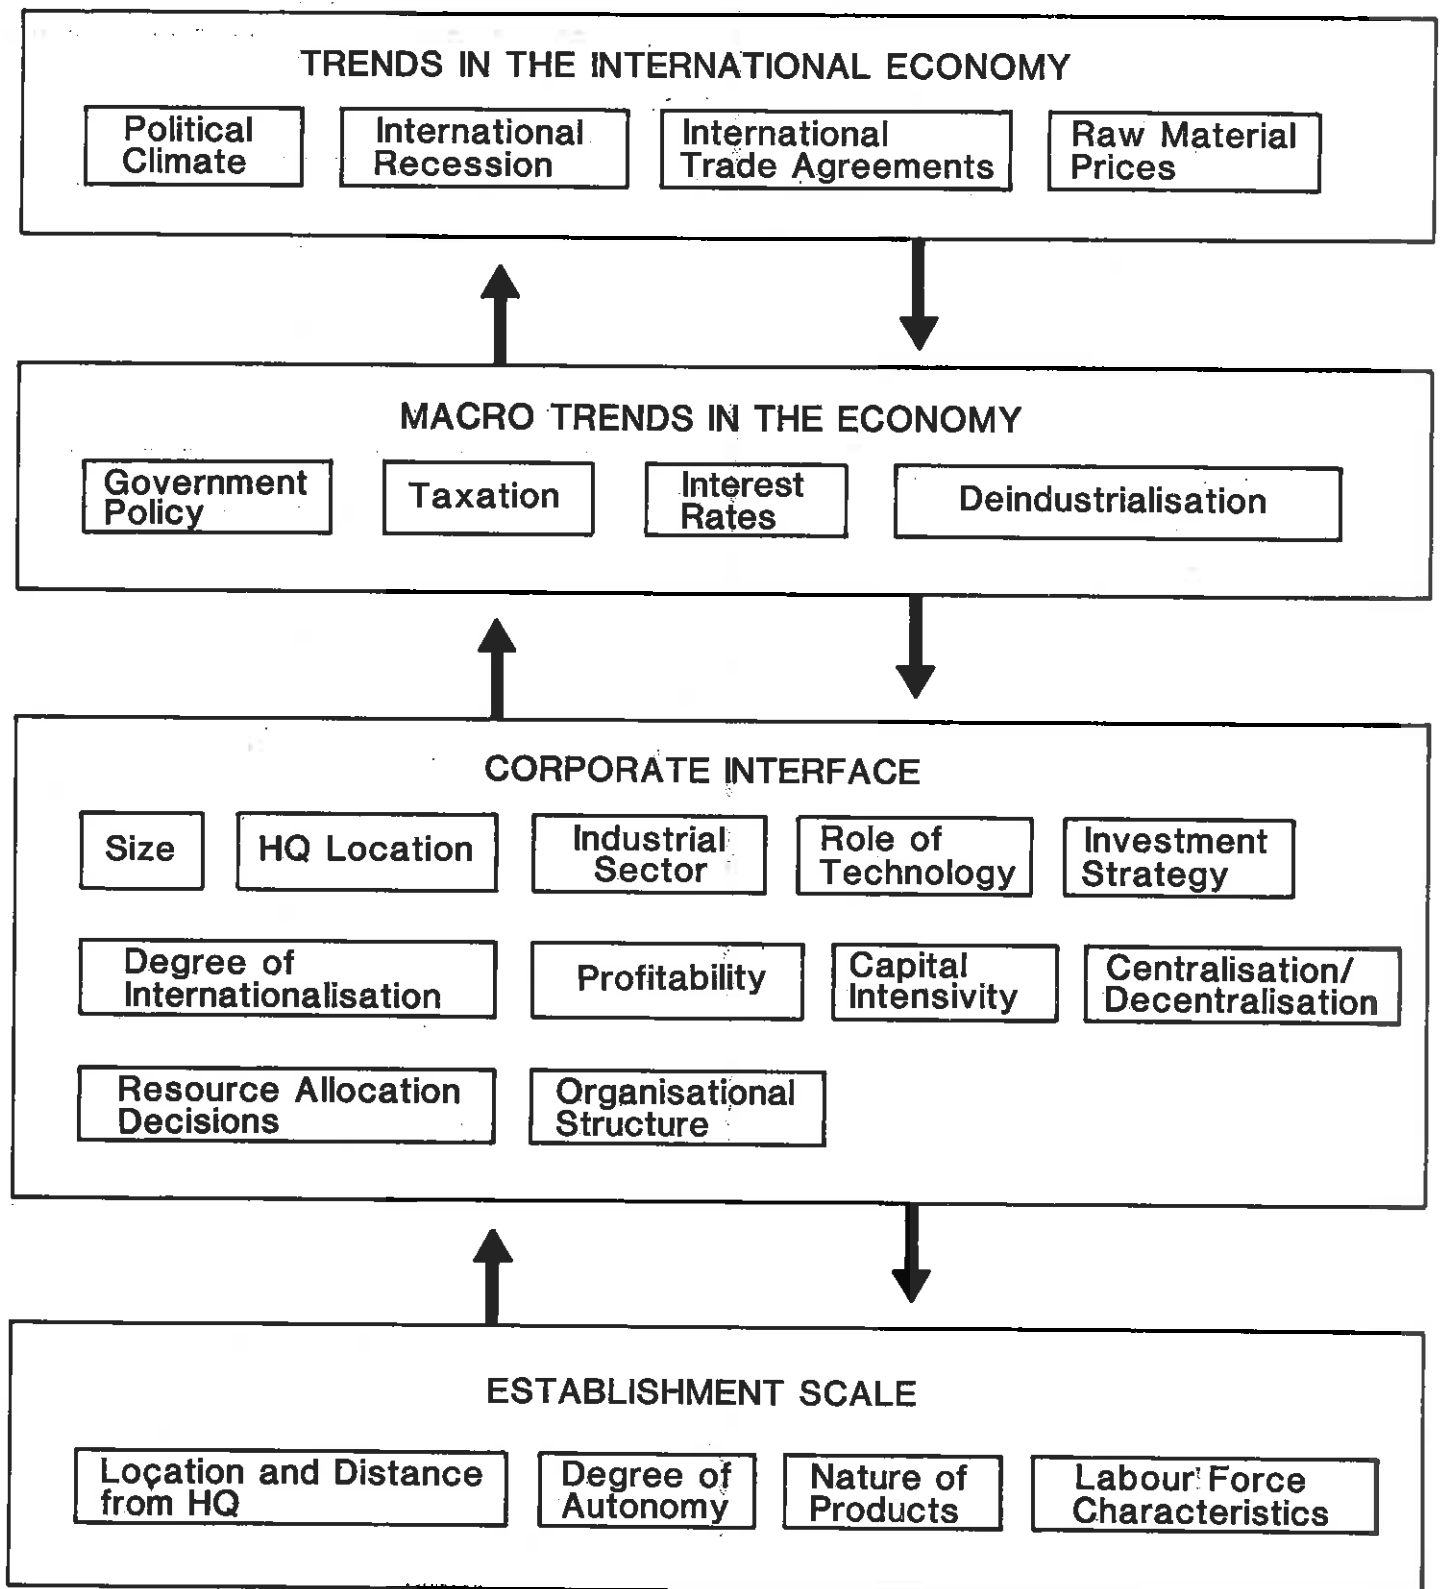 TRENDS IN THE INTERNATIONAL ECONOMY
Political
Climate
International
Recession
International
Trade Agreements
Raw Material
Prices
MACRO TRENDS IN THE ECONOMY
Government
Policy
Taxation
Interest
Rates
Deindustrialisation
CORPORATE INTERFACE
Size
HQ Location
Industrial
Sector
Role of
Technology
Investment
Strategy
Degree of
Internationalisation
Profitability
Capital
Intensivity
Centralisation/
Decentralisation
Resource Allocation
Decisions
Organisational
Structure
ESTABLISHMENT SCALE
Location and Distance
from HQ
Degree of
Autonomy
Nature of
Products
Labour Force
Characteristics